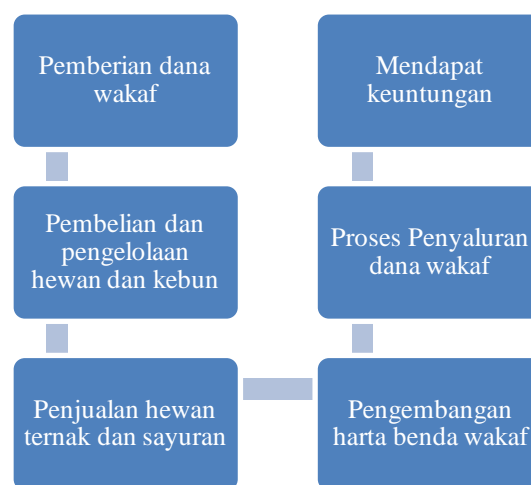 Pemberian dana
wakaf
Pembelian dan
pengelolaan
hewan dan kebun
Penjualan hewan
ternak dan sayuran
Pengembangan
harta benda wakaf
Proses Penyaluran
dana wakaf
Mendapat
keuntungan